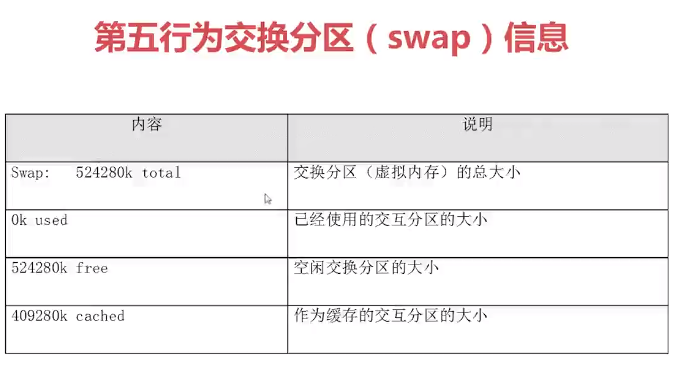 第五行为交换分区（swap）信息
内容 说明
Swap: 524280k total 交换分区（虚拟内存）的总大小
0k used 已经使用的交互分区的大小
524280k free 空闲交换分区的大小
409280k cached 作为缓存的交互分区的大小